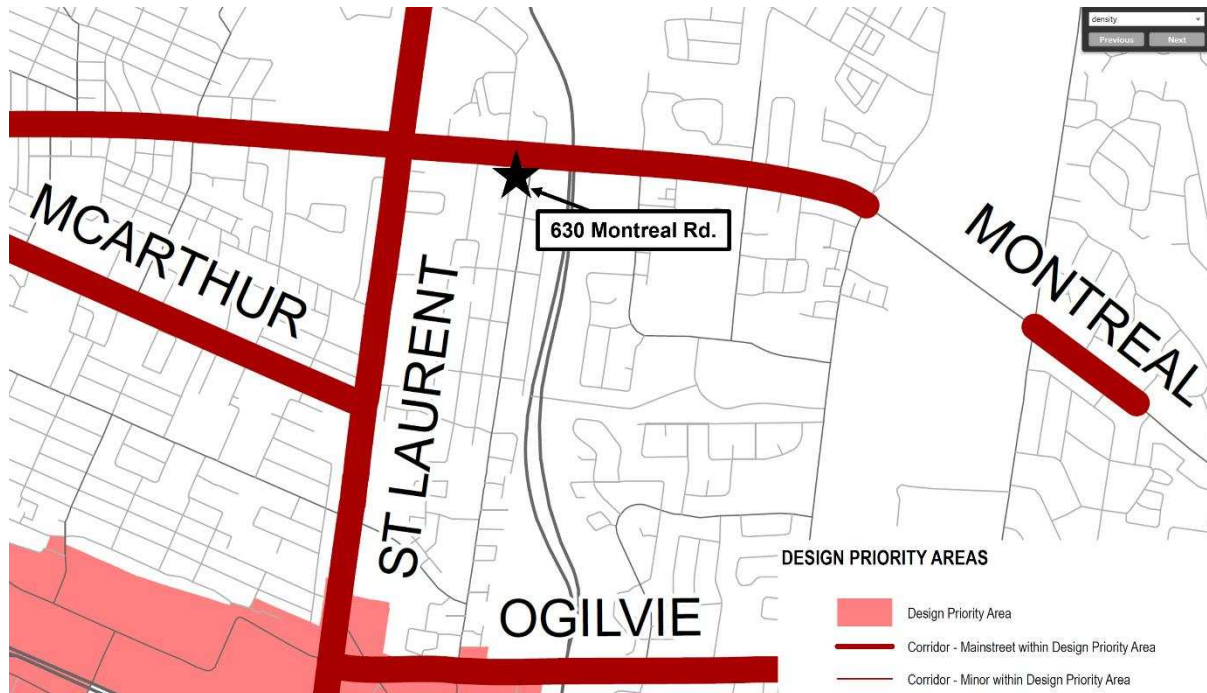 density
Previous
Next
630 Montreal Rd.
MCARTHUR
ST LAURENT
MONTREAL
OGILVIE
DESIGN PRIORITY AREAS
Design Priority Area
Corridor - Mainstreet within Design Priority Area
Corridor - Minor within Design Priority Area